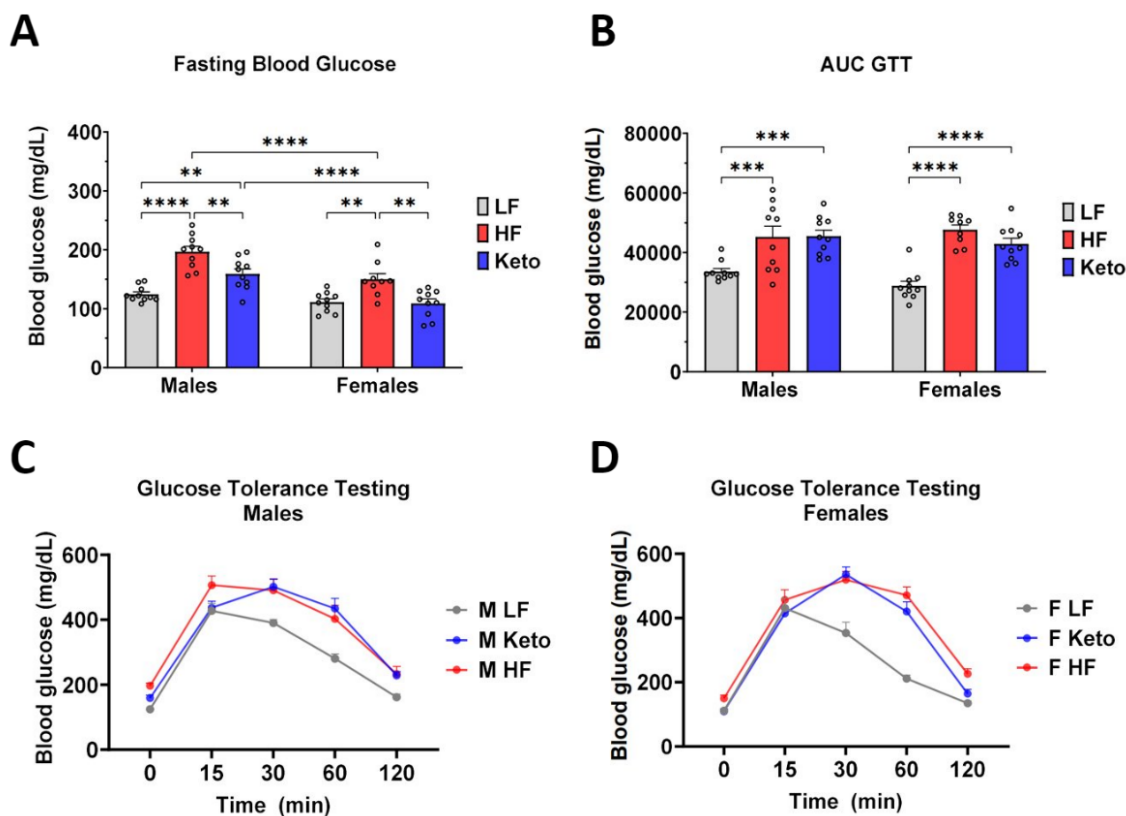 A
Fasting Blood Glucose
Blood glucose (mg/dL)
400
300
200
100
0
****
** ****
**** ** ** **
Males Females
LF
HF
Keto
B
AUC GTT
Blood glucose (mg/dL)
80000
60000
40000
20000
0
*** ****
*** ****
Males Females
LF
HF
Keto
C
Glucose Tolerance Testing
Males
Blood glucose (mg/dL)
600
400
200
0
0 15 30 60 120
Time (min)
M LF
M Keto
M HF
D
Glucose Tolerance Testing
Females
Blood glucose (mg/dL)
600
400
200
0
0 15 30 60 120
Time (min)
F LF
F Keto
F HF